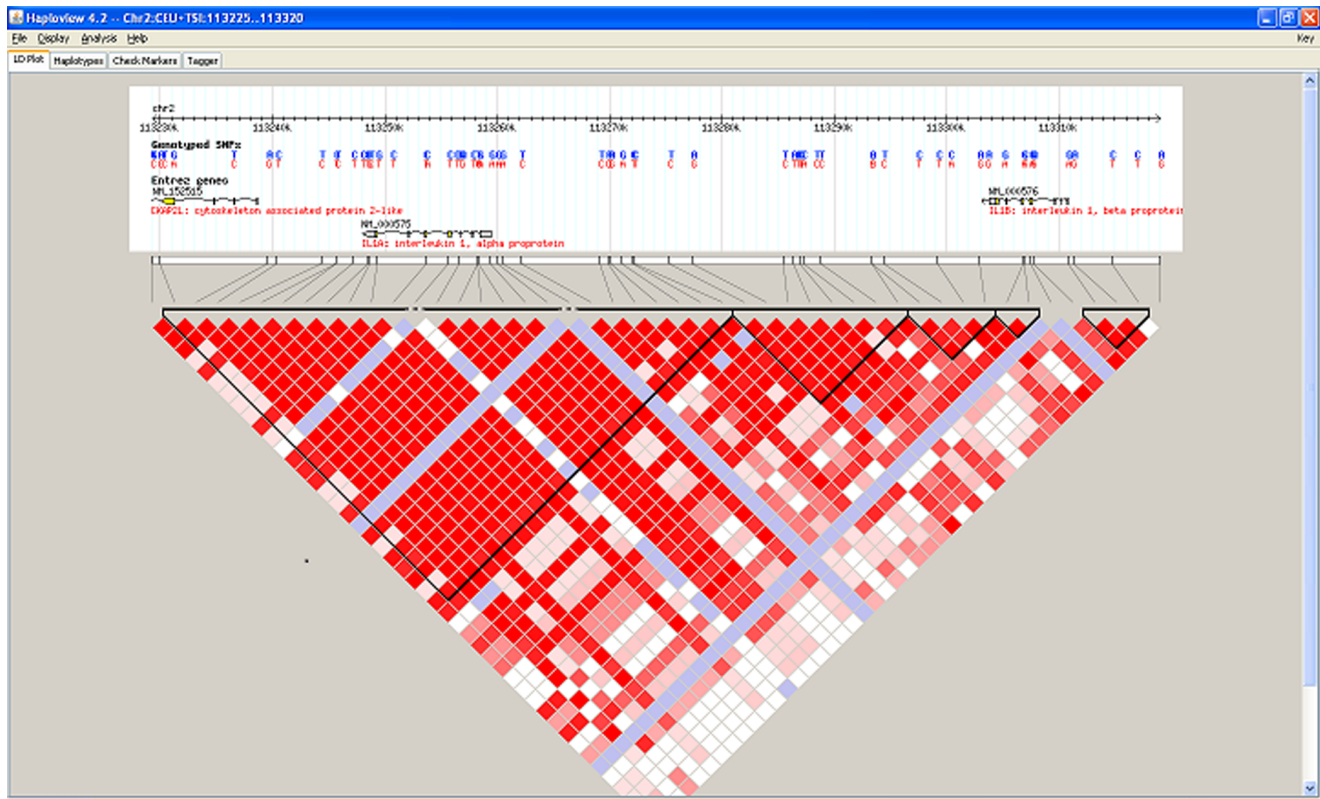 Haploview 4.2 -- Chr2:CEU+TSI:113225..113320
File Display Analysis Help Key
LD Plot Haplotypes Check Markers Tagger
chr2
113230k 113240k 113250k 113260k 113270k 113280k 113290k 113300k 113310k
Genotyped SNPs
Entrez genes
NM_152515 NM_000576
CKAP2L: cytoskeleton associated protein 2-like IL1B: interleukin 1, beta proprotein
NM_000575
IL1A: interleukin 1, alpha proprotein